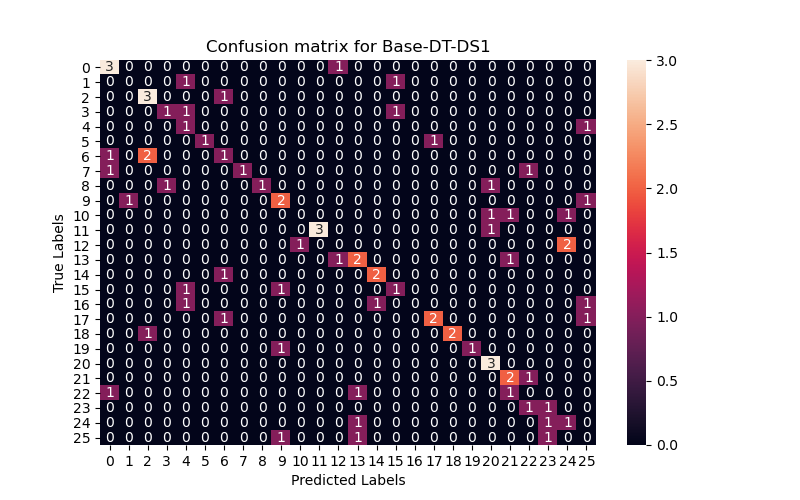 Confusion matrix for Base-DT-DS1
True Labels
0 3 0 0 0 0 0 0 0 0 0 0 0 1 0 0 0 0 0 0 0 0 0 0 0 0 0
1 0 0 0 0 1 0 0 0 0 0 0 0 0 0 0 1 0 0 0 0 0 0 0 0 0 0
2 0 0 3 0 0 0 1 0 0 0 0 0 0 0 0 0 0 0 0 0 0 0 0 0 0 0
3 0 0 0 1 1 0 0 0 0 0 0 0 0 0 0 1 0 0 0 0 0 0 0 0 0 0
4 0 0 0 0 1 0 0 0 0 0 0 0 0 0 0 0 0 0 0 0 0 0 0 0 0 1
5 0 0 0 0 0 1 0 0 0 0 0 0 0 0 0 0 0 1 0 0 0 0 0 0 0 0
6 1 0 2 0 0 0 1 0 0 0 0 0 0 0 0 0 0 0 0 0 0 0 0 0 0 0
7 1 0 0 0 0 0 0 1 0 0 0 0 0 0 0 0 0 0 0 0 0 0 1 0 0 0
8 0 0 0 1 0 0 0 0 1 0 0 0 0 0 0 0 0 0 0 0 1 0 0 0 0 0
9 0 1 0 0 0 0 0 0 0 2 0 0 0 0 0 0 0 0 0 0 0 0 0 0 0 1
10 0 0 0 0 0 0 0 0 0 0 0 0 0 0 0 0 0 0 0 0 1 1 0 0 1 0
11 0 0 0 0 0 0 0 0 0 0 0 3 0 0 0 0 0 0 0 0 1 0 0 0 0 0
12 0 0 0 0 0 0 0 0 0 0 1 0 0 0 0 0 0 0 0 0 0 0 0 0 2 0
13 0 0 0 0 0 0 0 0 0 0 0 0 1 2 0 0 0 0 0 0 0 1 0 0 0 0
14 0 0 0 0 0 0 1 0 0 0 0 0 0 0 2 0 0 0 0 0 0 0 0 0 0 0
15 0 0 0 0 1 0 0 0 0 1 0 0 0 0 0 1 0 0 0 0 0 0 0 0 0 0
16 0 0 0 0 1 0 0 0 0 0 0 0 0 0 1 0 0 0 0 0 0 0 0 0 0 1
17 0 0 0 0 0 0 1 0 0 0 0 0 0 0 0 0 0 2 0 0 0 0 0 0 0 1
18 0 0 1 0 0 0 0 0 0 0 0 0 0 0 0 0 0 0 2 0 0 0 0 0 0 0
19 0 0 0 0 0 0 0 0 0 1 0 0 0 0 0 0 0 0 0 1 0 0 0 0 0 0
20 0 0 0 0 0 0 0 0 0 0 0 0 0 0 0 0 0 0 0 0 3 0 0 0 0 0
21 0 0 0 0 0 0 0 0 0 0 0 0 0 0 0 0 0 0 0 0 0 2 1 0 0 0
22 1 0 0 0 0 0 0 0 0 0 0 0 0 1 0 0 0 0 0 0 0 1 0 0 0 0
23 0 0 0 0 0 0 0 0 0 0 0 0 0 0 0 0 0 0 0 0 0 0 1 1 0 0
24 0 0 0 0 0 0 0 0 0 0 0 0 0 1 0 0 0 0 0 0 0 0 0 1 1 0
25 0 0 0 0 0 0 0 0 0 1 0 0 0 1 0 0 0 0 0 0 0 0 0 1 0 0
0 1 2 3 4 5 6 7 8 9 10 11 12 13 14 15 16 17 18 19 20 21 22 23 24 25
Predicted Labels
3.0
2.5
2.0
1.5
1.0
0.5
0.0